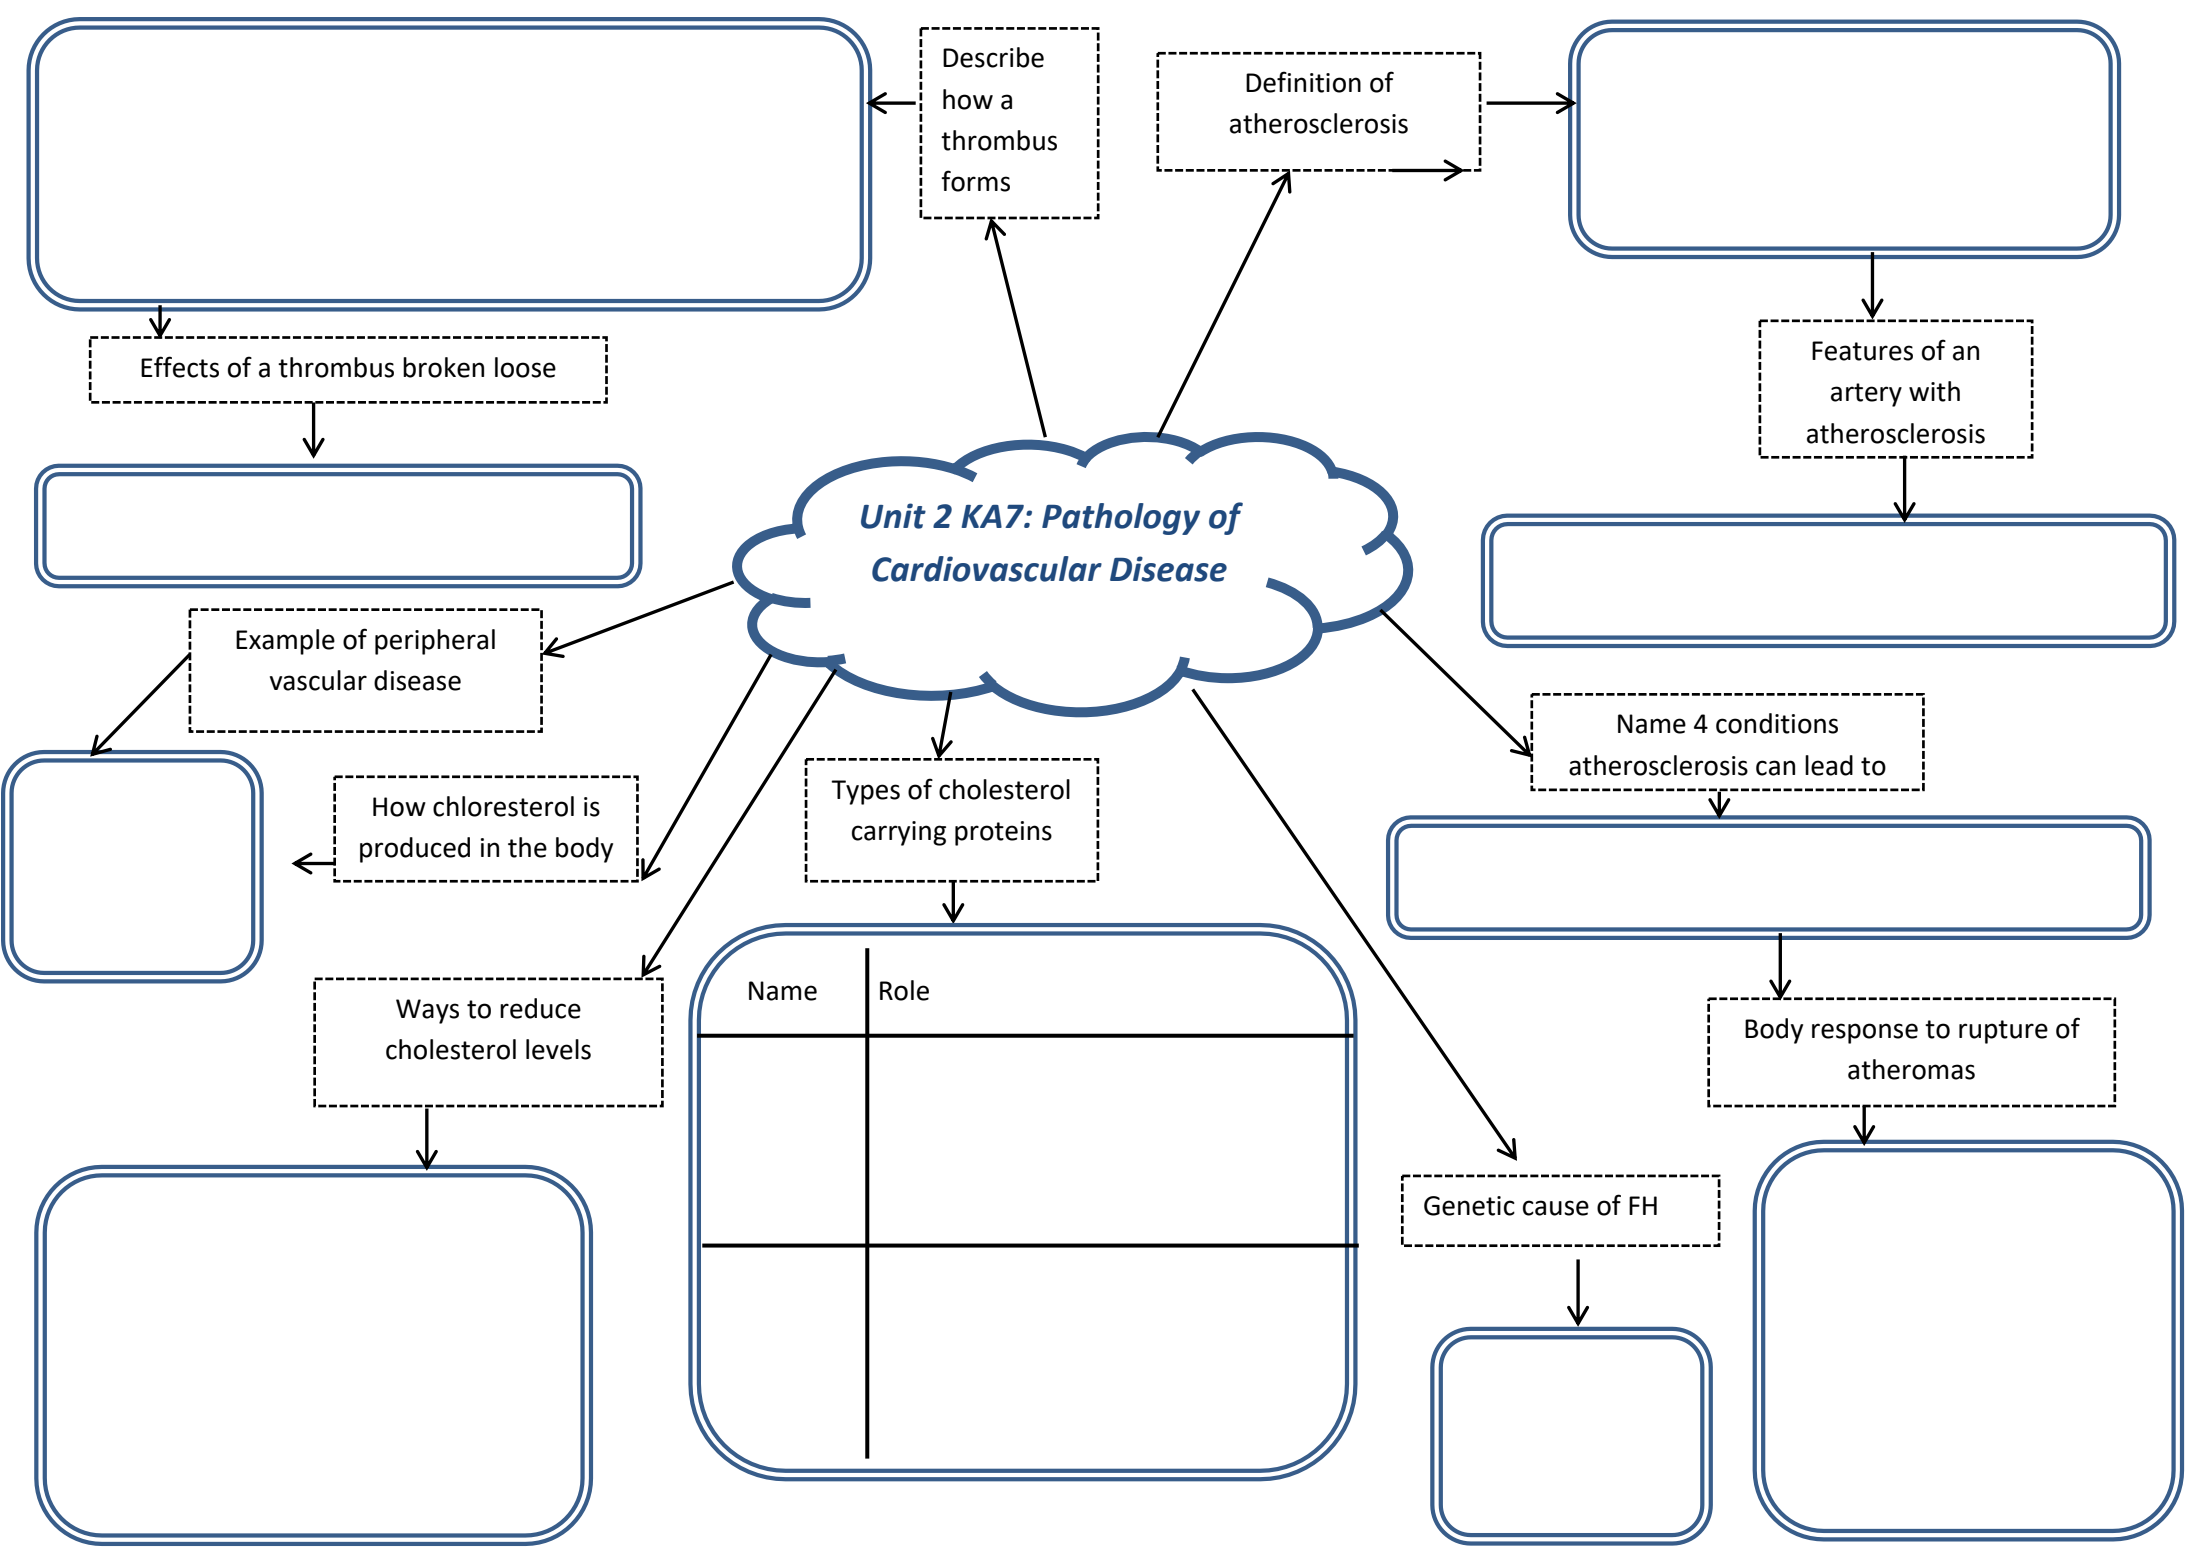 Describe
how a
thrombus
forms
Definition of
atherosclerosis
Effects of a thrombus broken loose
Features of an
artery with
atherosclerosis
Unit 2 KA7: Pathology of
Cardiovascular Disease
Example of peripheral
vascular disease
Name 4 conditions
atherosclerosis can lead to
How chloresterol is
produced in the body
Types of cholesterol
carrying proteins
Name
Role
Ways to reduce
cholesterol levels
Body response to rupture of
atheromas
Genetic cause of FH